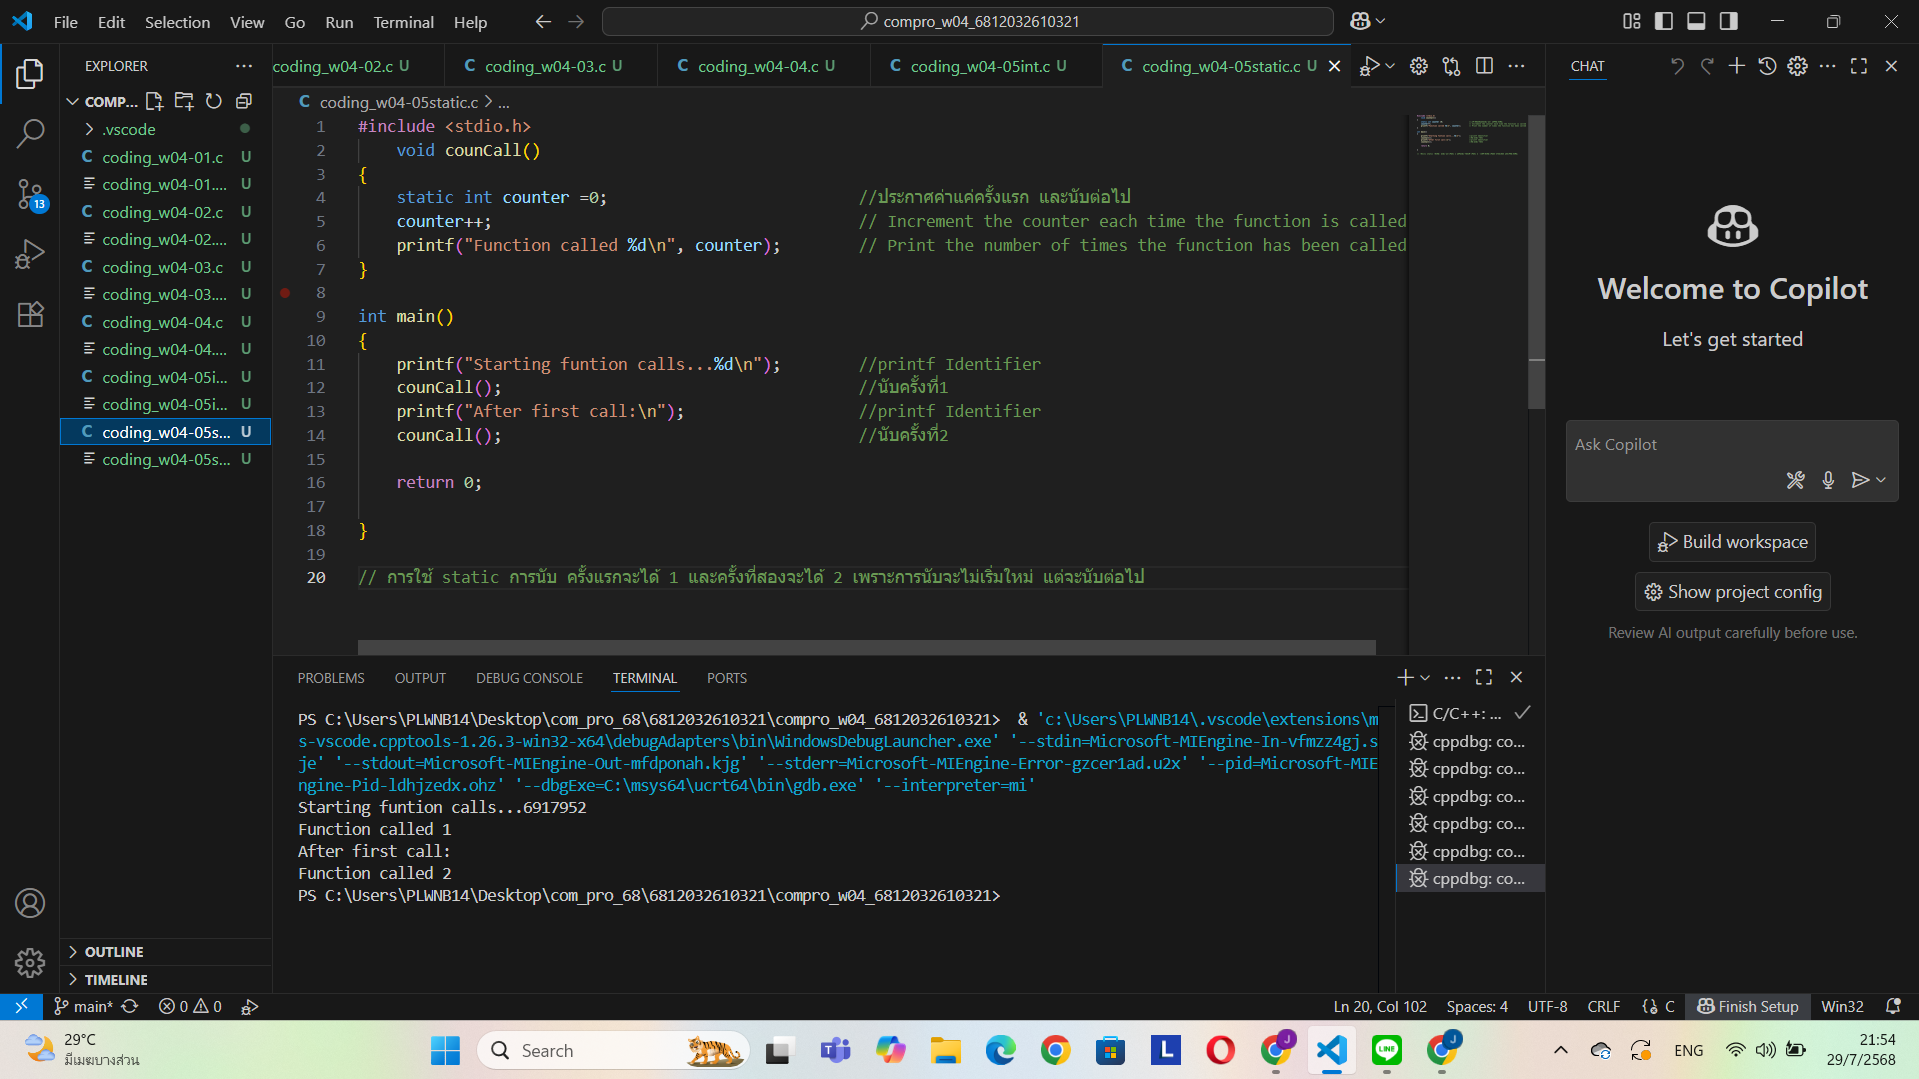 File Edit Selection View Go Run Terminal Help
compro_w04_6812032610321
EXPLORER
COMP...
.vscode
coding_w04-01.c U
coding_w04-01.... U
coding_w04-02.c U
coding_w04-02.... U
coding_w04-03.c U
coding_w04-03.... U
coding_w04-04.c U
coding_w04-04.... U
coding_w04-05i... U
coding_w04-05i... U
coding_w04-05s... U
coding_w04-05s... U
OUTLINE
TIMELINE
13
coding_w04-02.c U
C coding_w04-03.c U
C coding_w04-04.c U
C coding_w04-05int.c U
C coding_w04-05static.c U
C coding_w04-05static.c > ...
1 #include <stdio.h>
2 void counCall()
3 {
4 static int counter =0; //ประกาศค่าแค่ครั้งแรก และนับต่อไป
5 counter++; // Increment the counter each time the function is called
6 printf("Function called %d\n", counter); // Print the number of times the function has been called
7 }
8
9 int main()
10 {
11 printf("Starting funtion calls...%d\n"); //printf Identifier
12 counCall(); //นับครั้งที่1
13 printf("After first call:\n"); //printf Identifier
14 counCall(); //นับครั้งที่2
15
16 return 0;
17
18 }
19
20 // การใช้ static การนับ ครั้งแรกจะได้ 1 และครั้งที่สองจะได้ 2 เพราะการนับจะไม่เริ่มใหม่ แต่จะนับต่อไป
PROBLEMS OUTPUT DEBUG CONSOLE TERMINAL PORTS
PS C:\Users\PLWNB14\Desktop\com_pro_68\6812032610321\compro_w04_6812032610321> & 'c:\Users\PLWNB14\.vscode\extensions\m
s-vscode.cpptools-1.26.3-win32-x64\debugAdapters\bin\WindowsDebugLauncher.exe' '--stdin=Microsoft-MIEngine-In-vfmzz4gj.s
je' '--stdout=Microsoft-MIEngine-Out-mfdponah.kjg' '--stderr=Microsoft-MIEngine-Error-gzcer1ad.u2x' '--pid=Microsoft-MIE
ngine-Pid-ldhjzedx.ohz' '--dbgExe=C:\msys64\ucrt64\bin\gdb.exe' '--interpreter=mi'
Starting funtion calls...6917952
Function called 1
After first call:
Function called 2
PS C:\Users\PLWNB14\Desktop\com_pro_68\6812032610321\compro_w04_6812032610321>
C/C++: ...
cppdbg: co...
cppdbg: co...
cppdbg: co...
cppdbg: co...
cppdbg: co...
cppdbg: co...
CHAT
Welcome to Copilot
Let's get started
Ask Copilot
Build workspace
Show project config
Review AI output carefully before use.
main* 0 0
Ln 20, Col 102 Spaces: 4 UTF-8 CRLF C Finish Setup Win32
29°C
มีเมฆบางส่วน
Search
ENG
21:54
29/7/2568